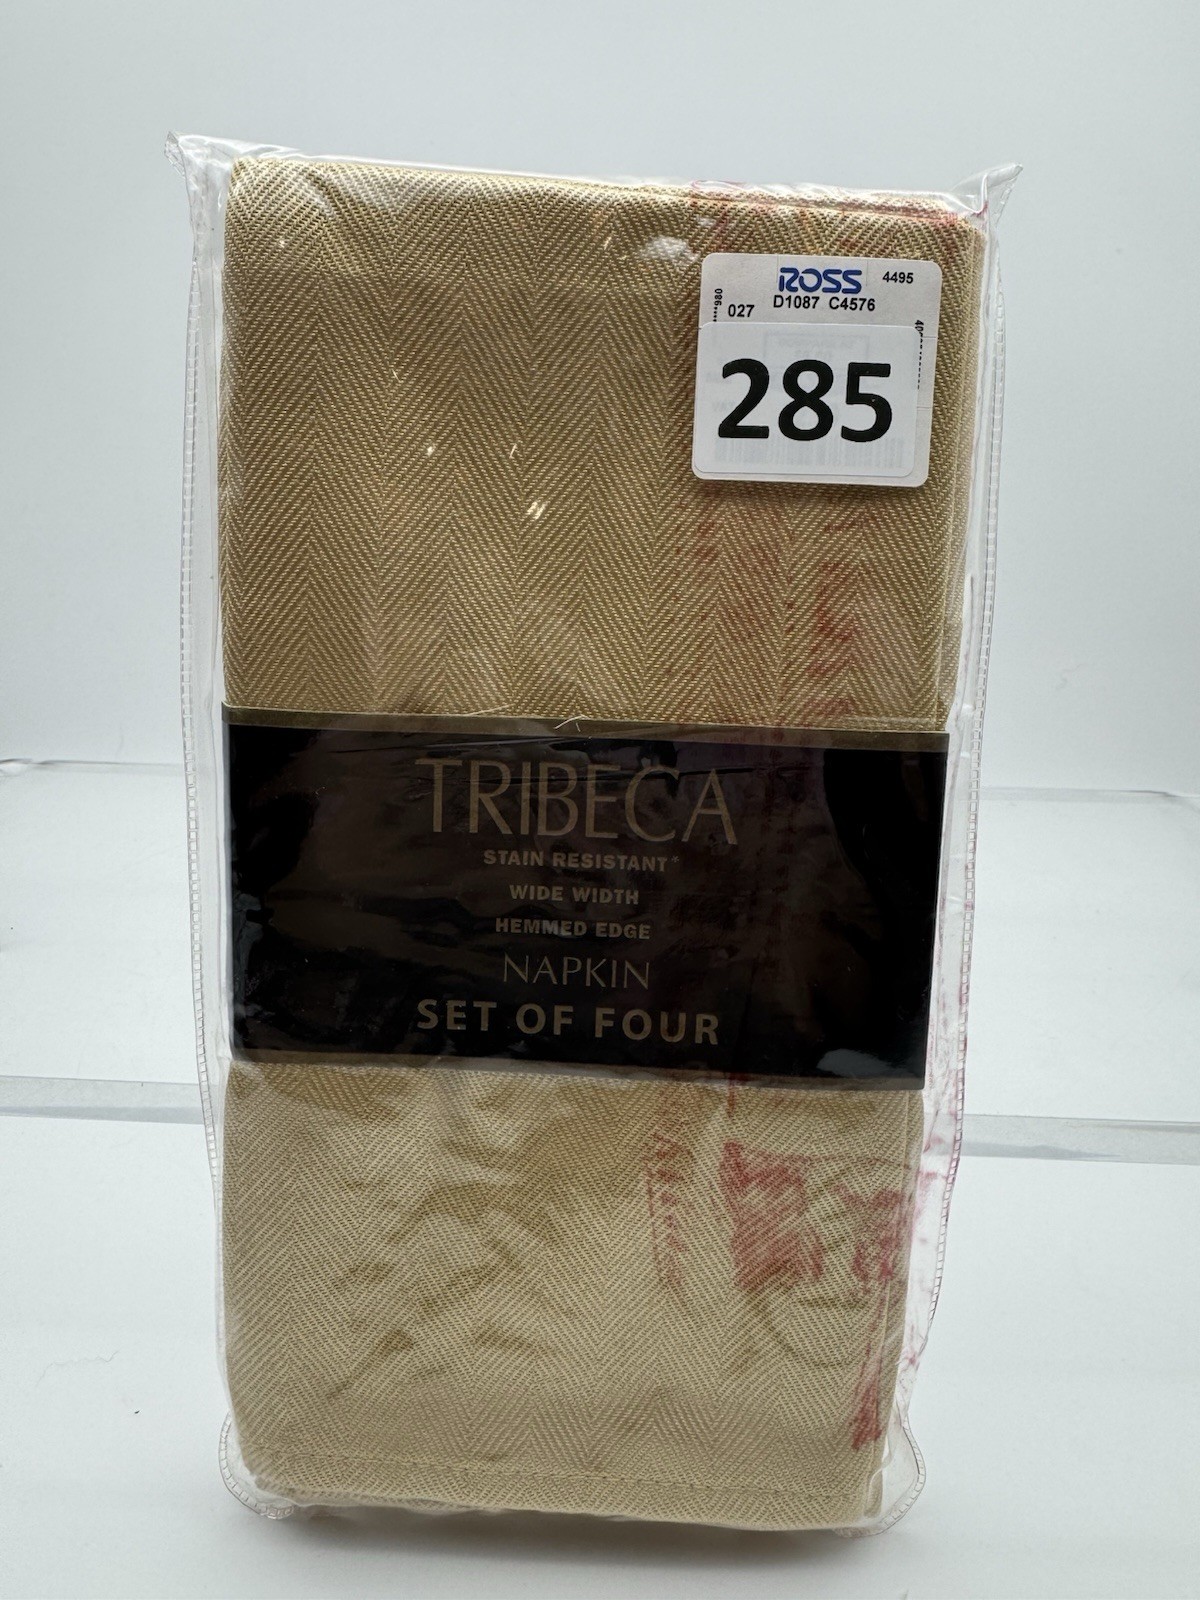 ROSS 4495
D1087 C4576
027
285
TRIBECA
STAIN RESISTANT*
WIDE WIDTH
HEMMED EDGE
NAPKIN
SET OF FOUR